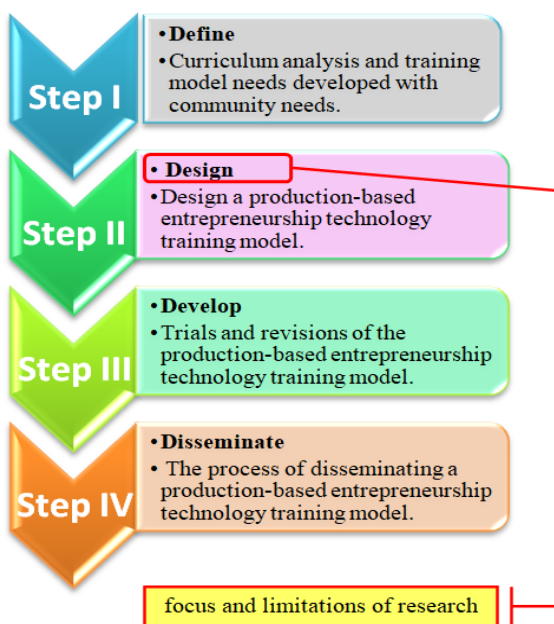 Step I
• Define
• Curriculum analysis and training
model needs developed with
community needs.
Step II
• Design
• Design a production-based
entrepreneurship technology
training model.
Step III
• Develop
• Trials and revisions of the
production-based entrepreneurship
technology training model.
Step IV
• Disseminate
• The process of disseminating a
production-based entrepreneurship
technology training model.
focus and limitations of research